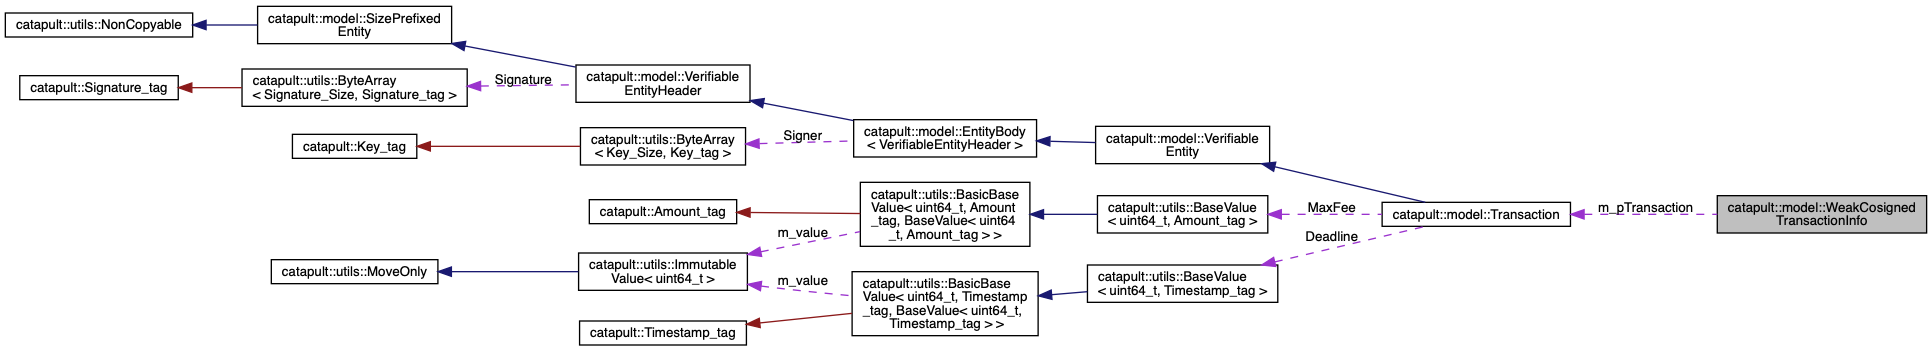 catapult::utils::NonCopyable
catapult::model::SizePrefixed
Entity
catapult::Signature_tag
catapult::utils::ByteArray
< Signature_Size, Signature_tag >
Signature
catapult::model::Verifiable
EntityHeader
catapult::Key_tag
catapult::utils::ByteArray
< Key_Size, Key_tag >
Signer
catapult::model::EntityBody
< VerifiableEntityHeader >
catapult::model::Verifiable
Entity
catapult::Amount_tag
catapult::utils::BasicBase
Value< uint64_t, Amount
_tag, BaseValue< uint64
_t, Amount_tag > >
catapult::utils::BaseValue
< uint64_t, Amount_tag >
MaxFee
catapult::model::Transaction
m_pTransaction
catapult::model::WeakCosigned
TransactionInfo
m_value
Deadline
catapult::utils::MoveOnly
catapult::utils::Immutable
Value< uint64_t >
m_value
catapult::utils::BasicBase
Value< uint64_t, Timestamp
_tag, BaseValue< uint64_t,
Timestamp_tag > >
catapult::utils::BaseValue
< uint64_t, Timestamp_tag >
catapult::Timestamp_tag